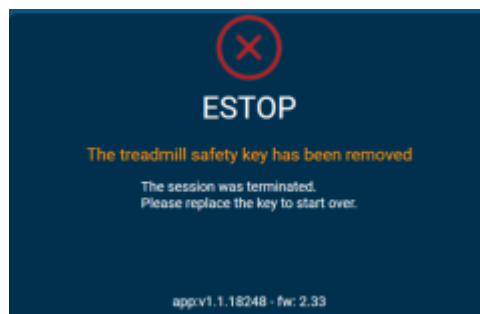 ESTOP
The treadmill safety key has been removed
The session was terminated.
Please replace the key to start over.
app:v1.1.18248 - fw: 2.33